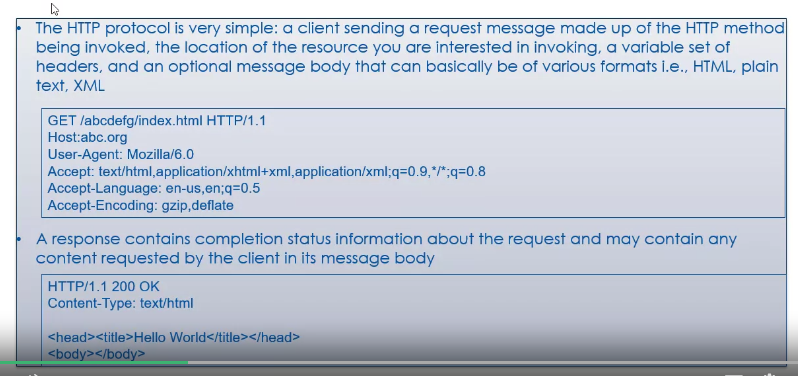 • The HTTP protocol is very simple: a client sending a request message made up of the HTTP method
being invoked, the location of the resource you are interested in invoking, a variable set of
headers, and an optional message body that can basically be of various formats i.e., HTML, plain
text, XML
GET /abcdefg/index.html HTTP/1.1
Host:abc.org
User-Agent: Mozilla/6.0
Accept: text/html,application/xhtml+xml,application/xml;q=0.9,*/*;q=0.8
Accept-Language: en-us,en;q=0.5
Accept-Encoding: gzip,deflate
• A response contains completion status information about the request and may contain any
content requested by the client in its message body
HTTP/1.1 200 OK
Content-Type: text/html
<head><title>Hello World</title></head>
<body></body>